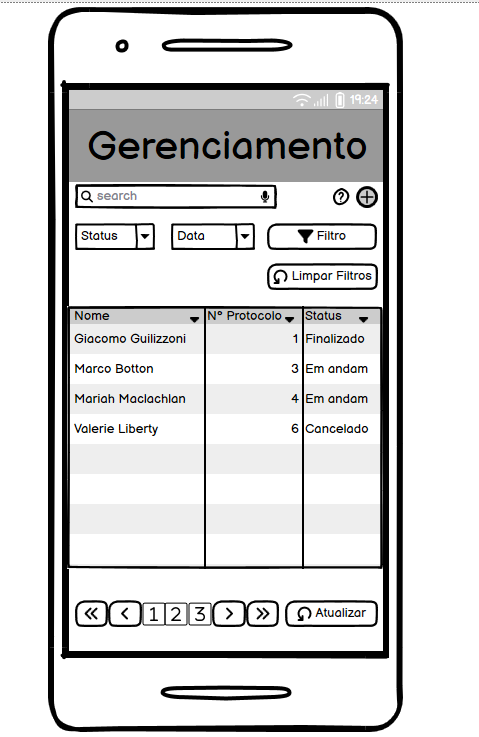 19:24
Gerenciamento
search
Status Data Filtro
Limpar Filtros
Nome Nº Protocolo Status
Giacomo Guilizzoni 1 Finalizado
Marco Botton 3 Em andam
Mariah Maclachlan 4 Em andam
Valerie Liberty 6 Cancelado
1 2 3 Atualizar